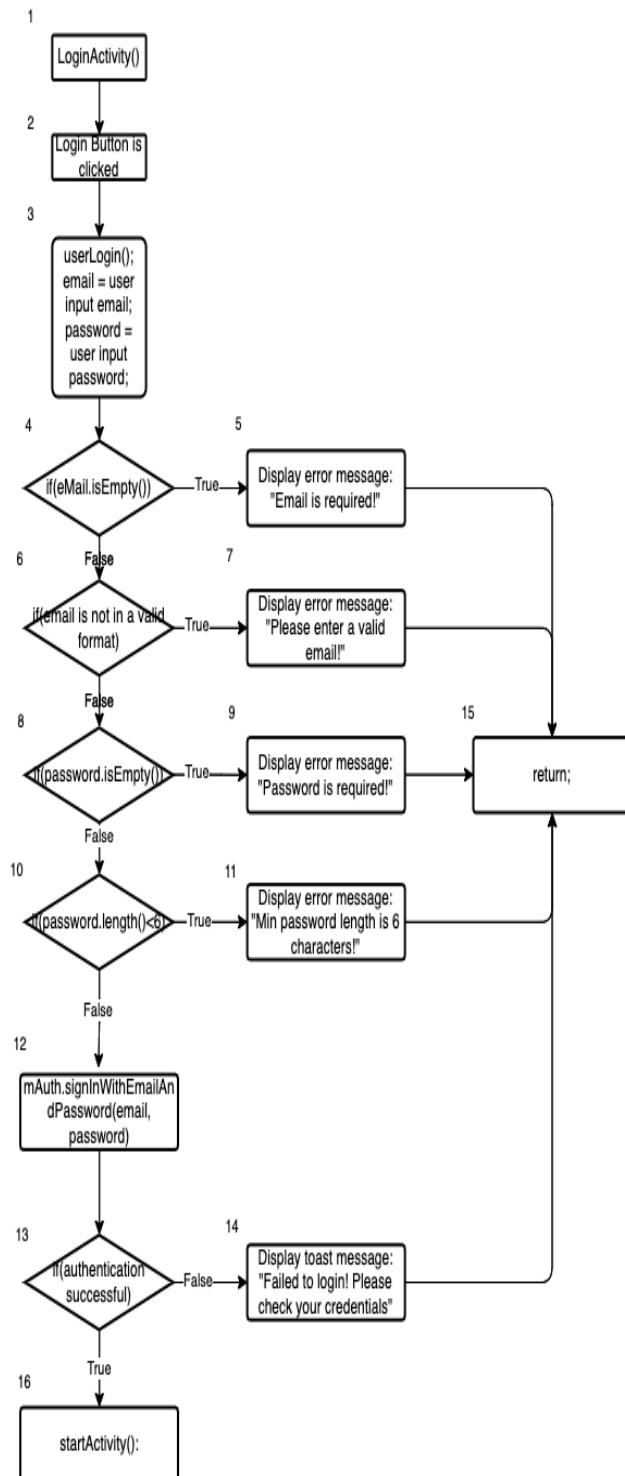 1
LoginActivity()
2
Login Button is
clicked
3
userLogin();
email = user
input email;
password =
user input
password;
4
if(eMail.isEmpty())
True
5
Display error message:
"Email is required!"
False
6
if(email is not in a valid
format)
True
7
Display error message:
"Please enter a valid
email!"
False
8
if(password.isEmpty())
True
9
Display error message:
"Password is required!"
15
return;
False
10
if(password.length()<6)
True
11
Display error message:
"Min password length is 6
characters!"
False
12
mAuth.signInWithEmailAn
dPassword(email,
password)
13
if(authentication
successful)
False
14
Display toast message:
"Failed to login! Please
check your credentials"
True
16
startActivity():